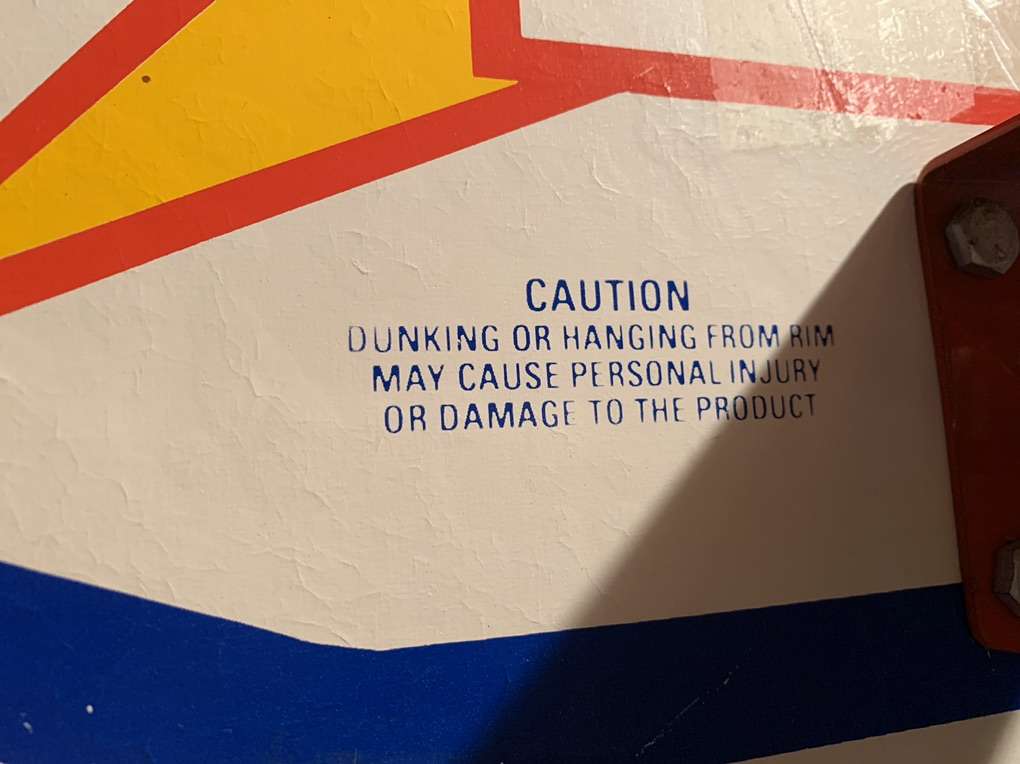 CAUTION
DUNKING OR HANGING FROM RIM
MAY CAUSE PERSONAL INJURY
OR DAMAGE TO THE PRODUCT